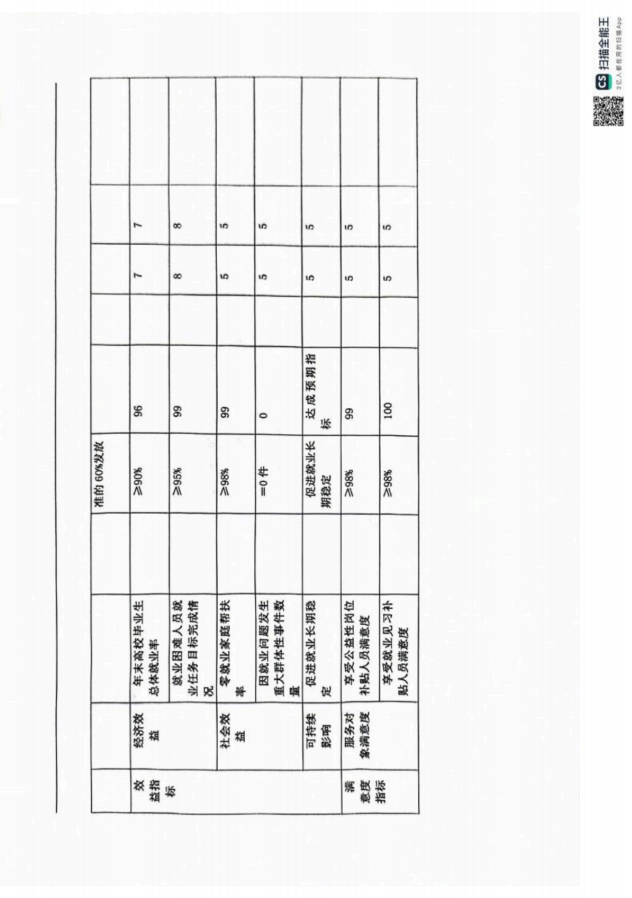 准的 60%发放
效
益指
标
经济效
益
年末高校毕业生
总体就业率
≥90%
96
7
7
就业困难人员就
业任务目标完成情
况
≥95%
99
8
8
社会效
益
零就业家庭帮扶
率
≥98%
99
5
5
因就业问题发生
重大群体性事件数
量
=0 件
0
5
5
可持续
影响
促进就业长期稳
定
促进就业长
期稳定
达成预期指
标
5
5
满
意度
指标
服务对
象满意度
享受公益性岗位
补贴人员满意度
≥98%
99
5
5
享受就业见习补
贴人员满意度
≥98%
100
5
5
CS 扫描全能王
3亿人都在用的扫描App